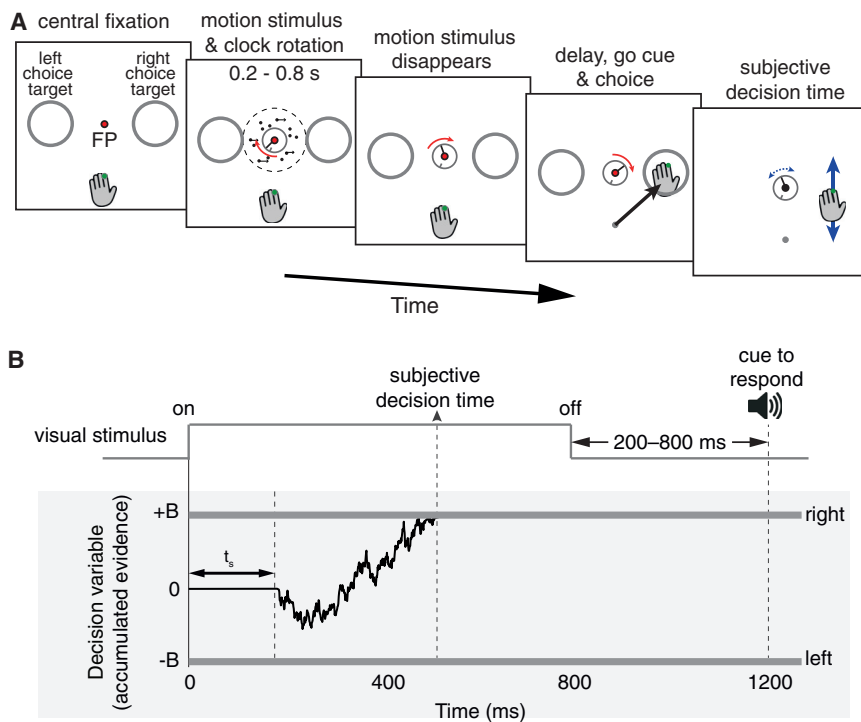 A
central fixation
left
choice
target
right
choice
target
FP
motion stimulus
& clock rotation
0.2 - 0.8 s
motion stimulus
disappears
delay, go cue
& choice
subjective
decision time
Time
B
cue to
respond
subjective
decision time
on
off
visual stimulus
200–800 ms
Decision variable
(accumulated evidence)
+B
right
ts
0
-B
left
0
400
800
1200
Time (ms)